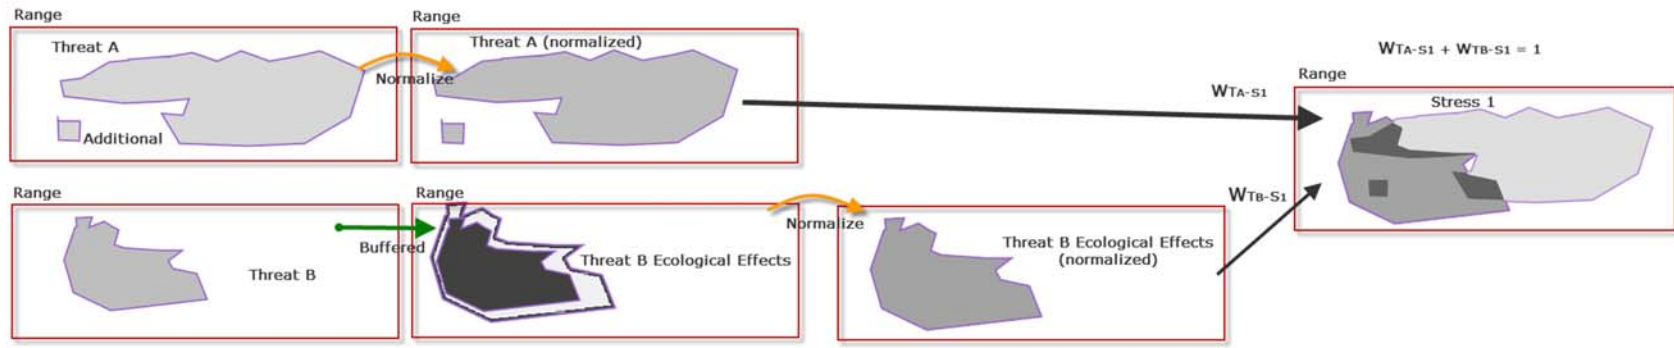 Range
Threat A
Additional
Normalize
Range
Threat A (normalized)
WTA-S1
WTA-S1 + WTB-S1 = 1
Range
Stress 1
Range
Threat B
Buffered
Range
Threat B Ecological Effects
Normalize
Threat B Ecological Effects
(normalized)
WTB-S1